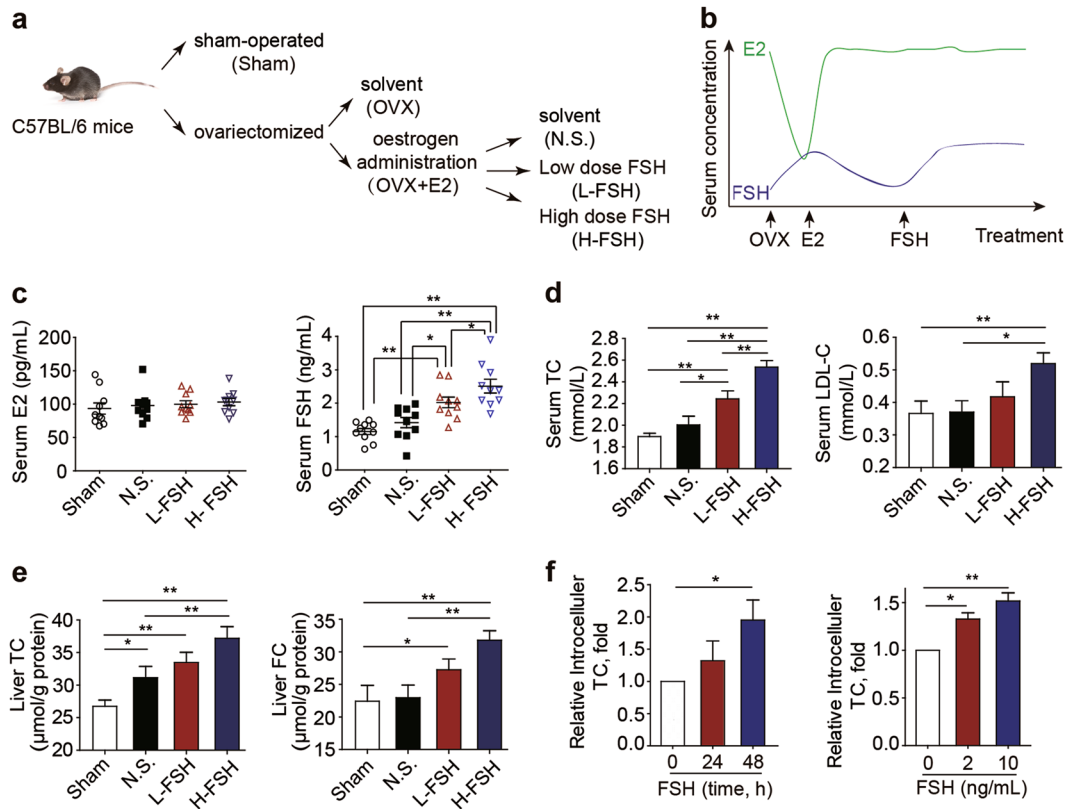 a
C57BL/6 mice
sham-operated
(Sham)
ovariectomized
solvent
(OVX)
oestrogen
administration
(OVX+E2)
solvent
(N.S.)
Low dose FSH
(L-FSH)
High dose FSH
(H-FSH)
b
Serum concentration
E2
FSH
OVX E2 FSH Treatment
c
Serum E2 (pg/mL)
200
150
100
50
0
Sham N.S. L-FSH H- FSH
Serum FSH (ng/mL)
4
3
2
1
0
** ** * ** * *
Sham N.S. L-FSH H- FSH
d
Serum TC
(mmol/L)
2.8
2.6
2.4
2.2
2.0
1.8
1.6
**
**
**
**
*
Sham N.S. L-FSH H-FSH
Serum LDL-C
(mmol/L)
0.6
0.5
0.4
0.3
0.2
**
*
Sham N.S. L-FSH H-FSH
e
Liver TC
(μmol/g protein)
40
35
30
25
20
**
**
**
*
Sham N.S. L-FSH H-FSH
Liver FC
(μmol/g protein)
35
30
25
20
15
**
**
*
Sham N.S. L-FSH H-FSH
f
Relative Introcelluler
TC, fold
2.5
2.0
1.5
1.0
0.5
0.0
*
0 24 48
FSH (time, h)
Relative Introcelluler
TC, fold
1.5
1.0
0.5
0.0
**
*
0 2 10
FSH (ng/mL)